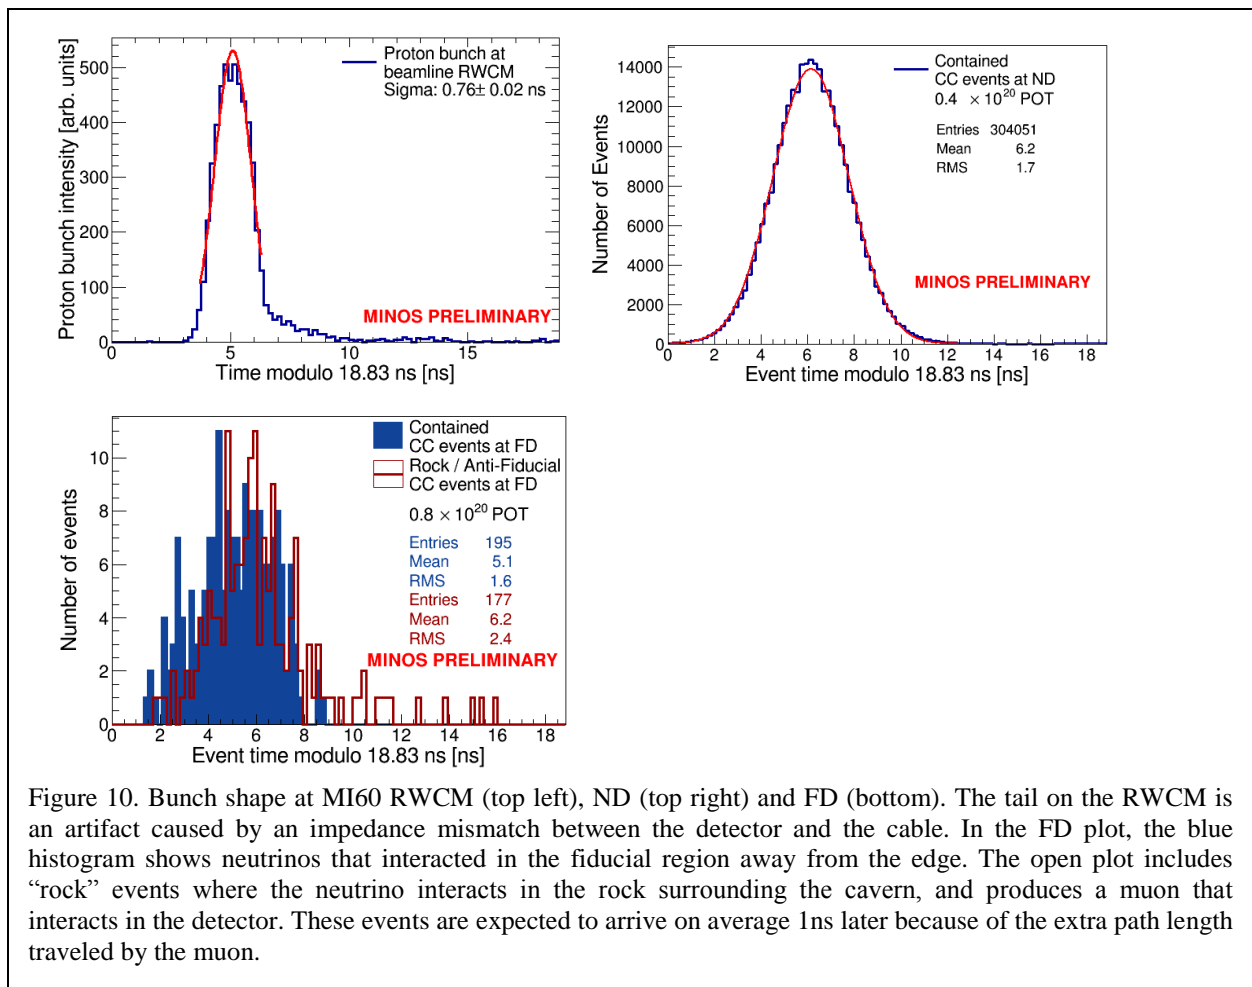 Proton bunch intensity [arb. units]
500
400
300
200
100
0
Proton bunch at
beamline RWCM
Sigma: 0.76± 0.02 ns
MINOS PRELIMINARY
0 5 10 15
Time modulo 18.83 ns [ns]
Number of Events
14000
12000
10000
8000
6000
4000
2000
0
Contained
CC events at ND
0.4 ×10^20 POT
Entries 304051
Mean 6.2
RMS 1.7
MINOS PRELIMINARY
0 2 4 6 8 10 12 14 16 18
Event time modulo 18.83 ns [ns]
Number of events
10
8
6
4
2
0
Contained
CC events at FD
Rock / Anti-Fiducial
CC events at FD
0.8 × 10^20 POT
Entries 195
Mean 5.1
RMS 1.6
Entries 177
Mean 6.2
RMS 2.4
MINOS PRELIMINARY
0 2 4 6 8 10 12 14 16 18
Event time modulo 18.83 ns [ns]
Figure 10. Bunch shape at MI60 RWCM (top left), ND (top right) and FD (bottom). The tail on the RWCM is
an artifact caused by an impedance mismatch between the detector and the cable. In the FD plot, the blue
histogram shows neutrinos that interacted in the fiducial region away from the edge. The open plot includes
“rock” events where the neutrino interacts in the rock surrounding the cavern, and produces a muon that
interacts in the detector. These events are expected to arrive on average 1ns later because of the extra path length
traveled by the muon.